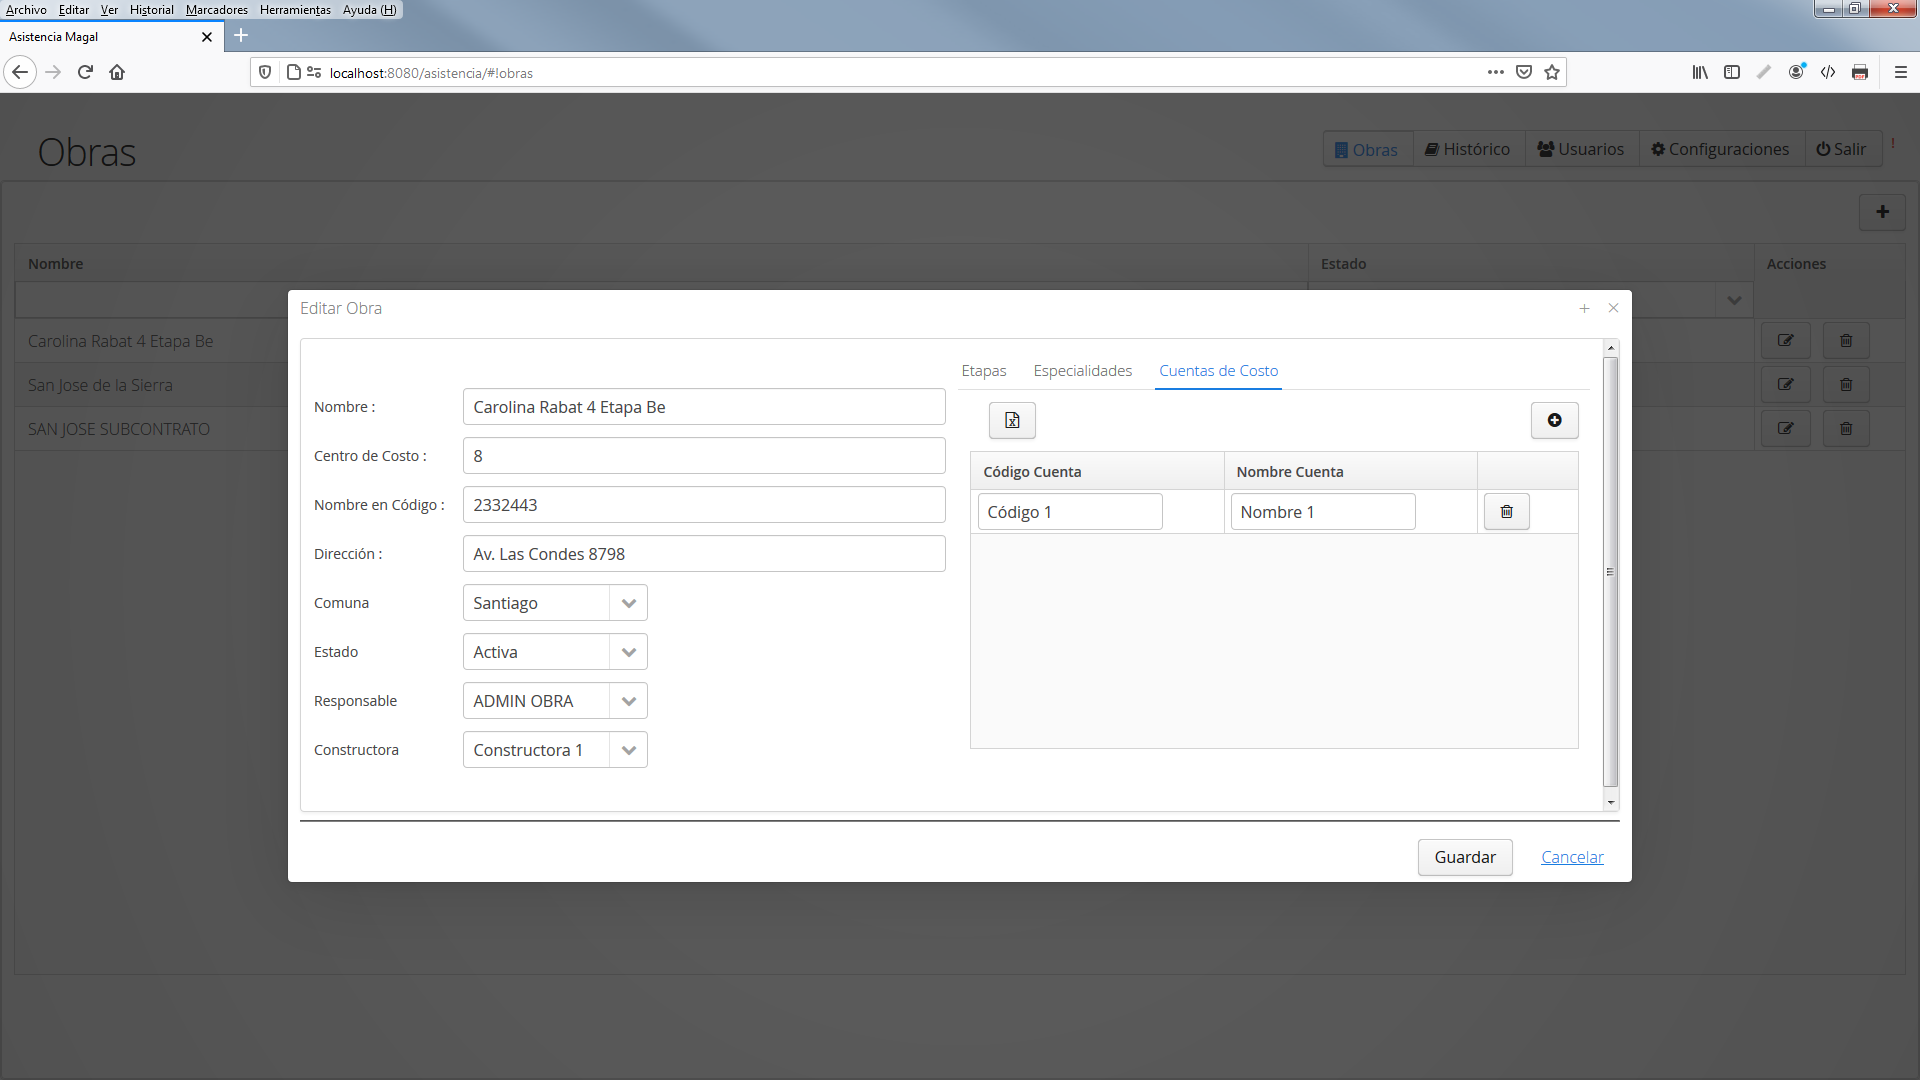 Archivo Editar Ver Historial Marcadores Herramientas Ayuda (H)
Asistencia Magal
localhost:8080/asistencia/#!obras
Obras
Obras Histórico Usuarios Configuraciones Salir !
Nombre Estado Acciones
Carolina Rabat 4 Etapa Be
San Jose de la Sierra
SAN JOSE SUBCONTRATO
Editar Obra
Nombre : Carolina Rabat 4 Etapa Be
Centro de Costo : 8
Nombre en Código : 2332443
Dirección : Av. Las Condes 8798
Comuna Santiago
Estado Activa
Responsable ADMIN OBRA
Constructora Constructora 1
Etapas Especialidades Cuentas de Costo
Código Cuenta Nombre Cuenta
Código 1 Nombre 1
Guardar Cancelar